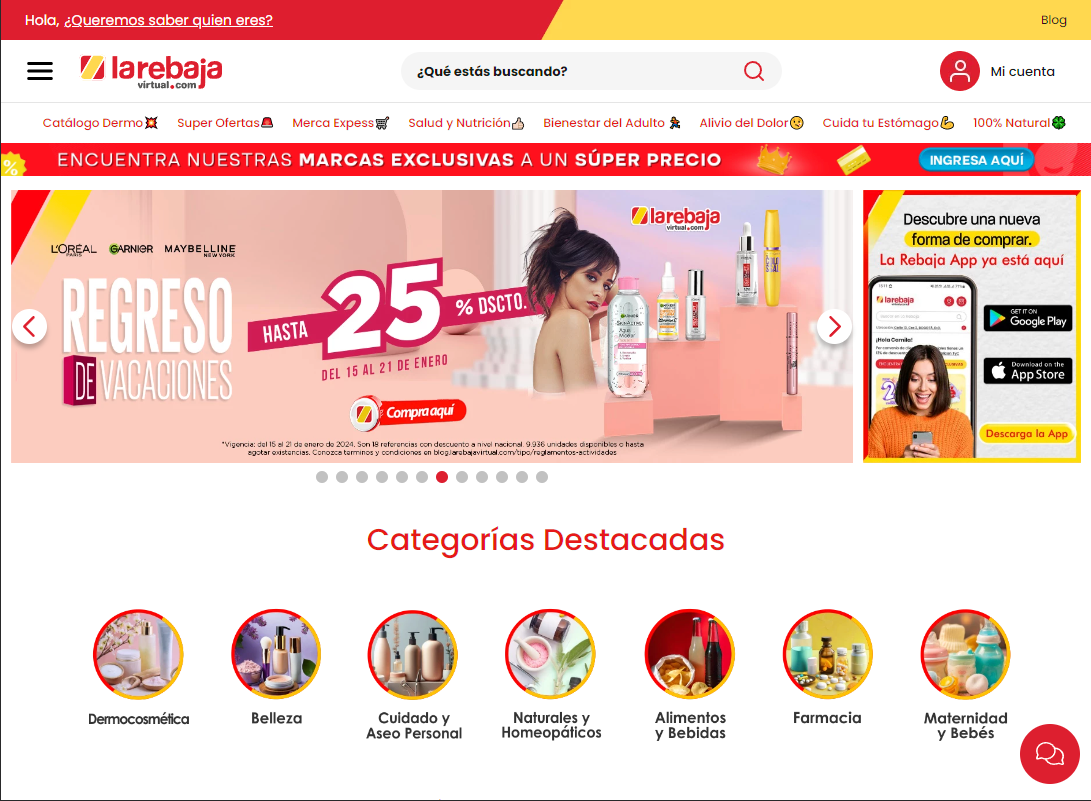 Hola, ¿Queremos saber quien eres?
Blog
larebaja
virtual.com
¿Qué estás buscando?
Mi cuenta
Catálogo Dermo💥 Super Ofertas🚨 Merca Expess🛒 Salud y Nutrición👍 Bienestar del Adulto Alivio del Dolor Cuida tu Estómago💪 100% Natural🍀
ENCUENTRA NUESTRAS MARCAS EXCLUSIVAS A UN SÚPER PRECIO
INGRESA AQUÍ
L'ORÉAL
PARIS
GARNIER
MAYBELLINE
NEW YORK
REGRESO
DE VACACIONES
HASTA 25 % DSCTO.
DEL 15 AL 21 DE ENERO
Compra aquí
larebaja
virtual.com
GARNIER
*Vigencia: del 15 al 21 de enero de 2024. Son 18 referencias con descuento a nivel nacional. 9.936 unidades disponibles o hasta
agotar existencias. Conozca terminos y condiciones en blog.larebajavirtual.com/tipo/reglamentos-actividades
Descubre una nueva
forma de comprar.
La Rebaja App ya está aquí
larebaja
¡Hola Camilo!
GET IT ON
Google Play
Download on the
App Store
Descarga la App
Categorías Destacadas
Dermocosmética
Belleza
Cuidado y
Aseo Personal
Naturales y
Homeopáticos
Alimentos
y Bebidas
Farmacia
Maternidad
y Bebés